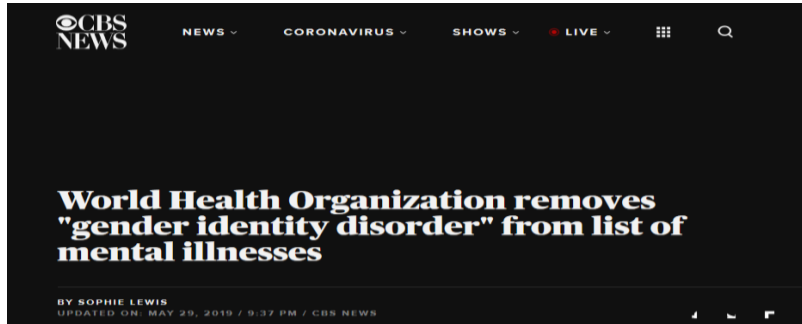 CBS NEWS
NEWS CORONAVIRUS SHOWS LIVE
World Health Organization removes
"gender identity disorder" from list of
mental illnesses
BY SOPHIE LEWIS
UPDATED ON: MAY 29, 2019 / 9:37 PM / CBS NEWS